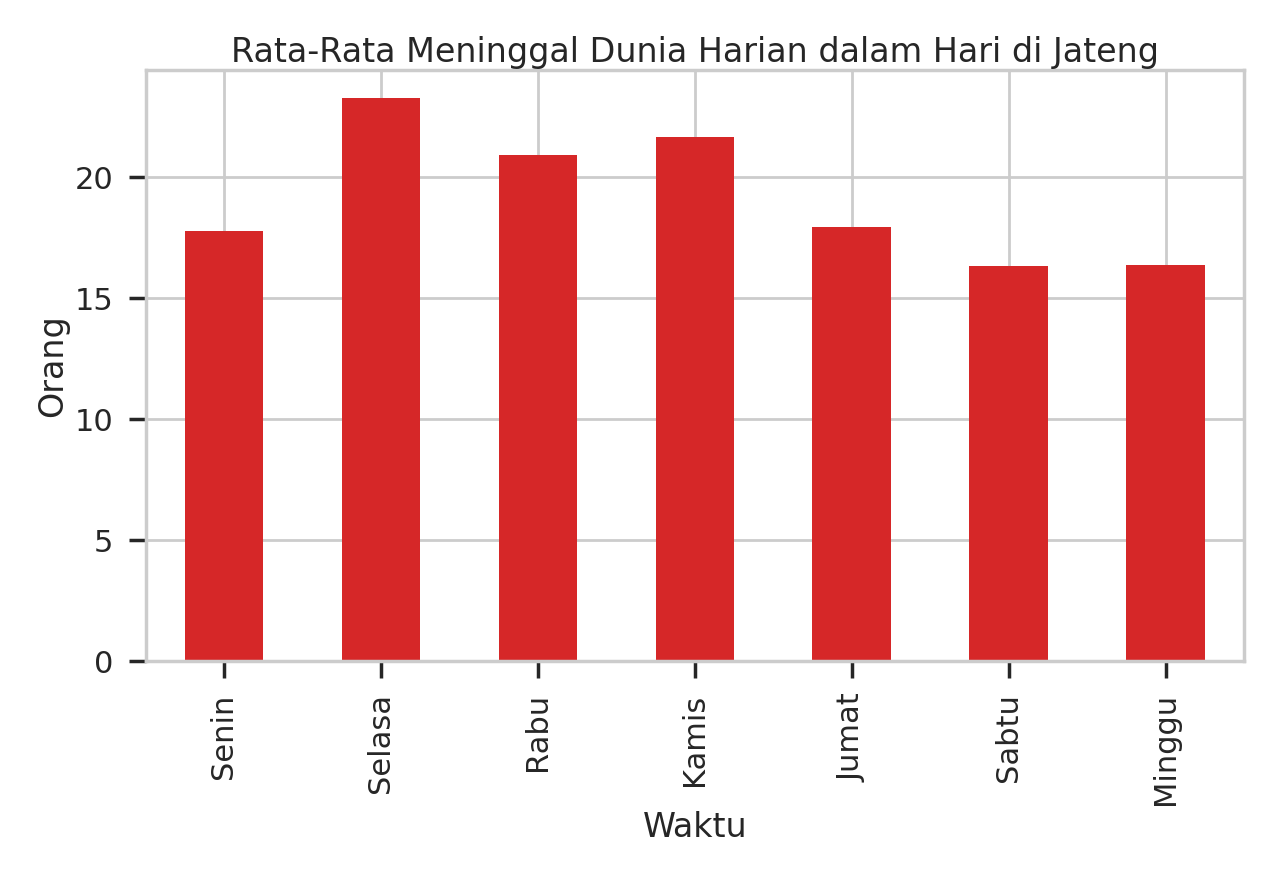 Rata-Rata Meninggal Dunia Harian dalam Hari di Jateng
Orang
20
15
10
5
0
Senin
Selasa
Rabu
Kamis
Jumat
Sabtu
Minggu
Waktu